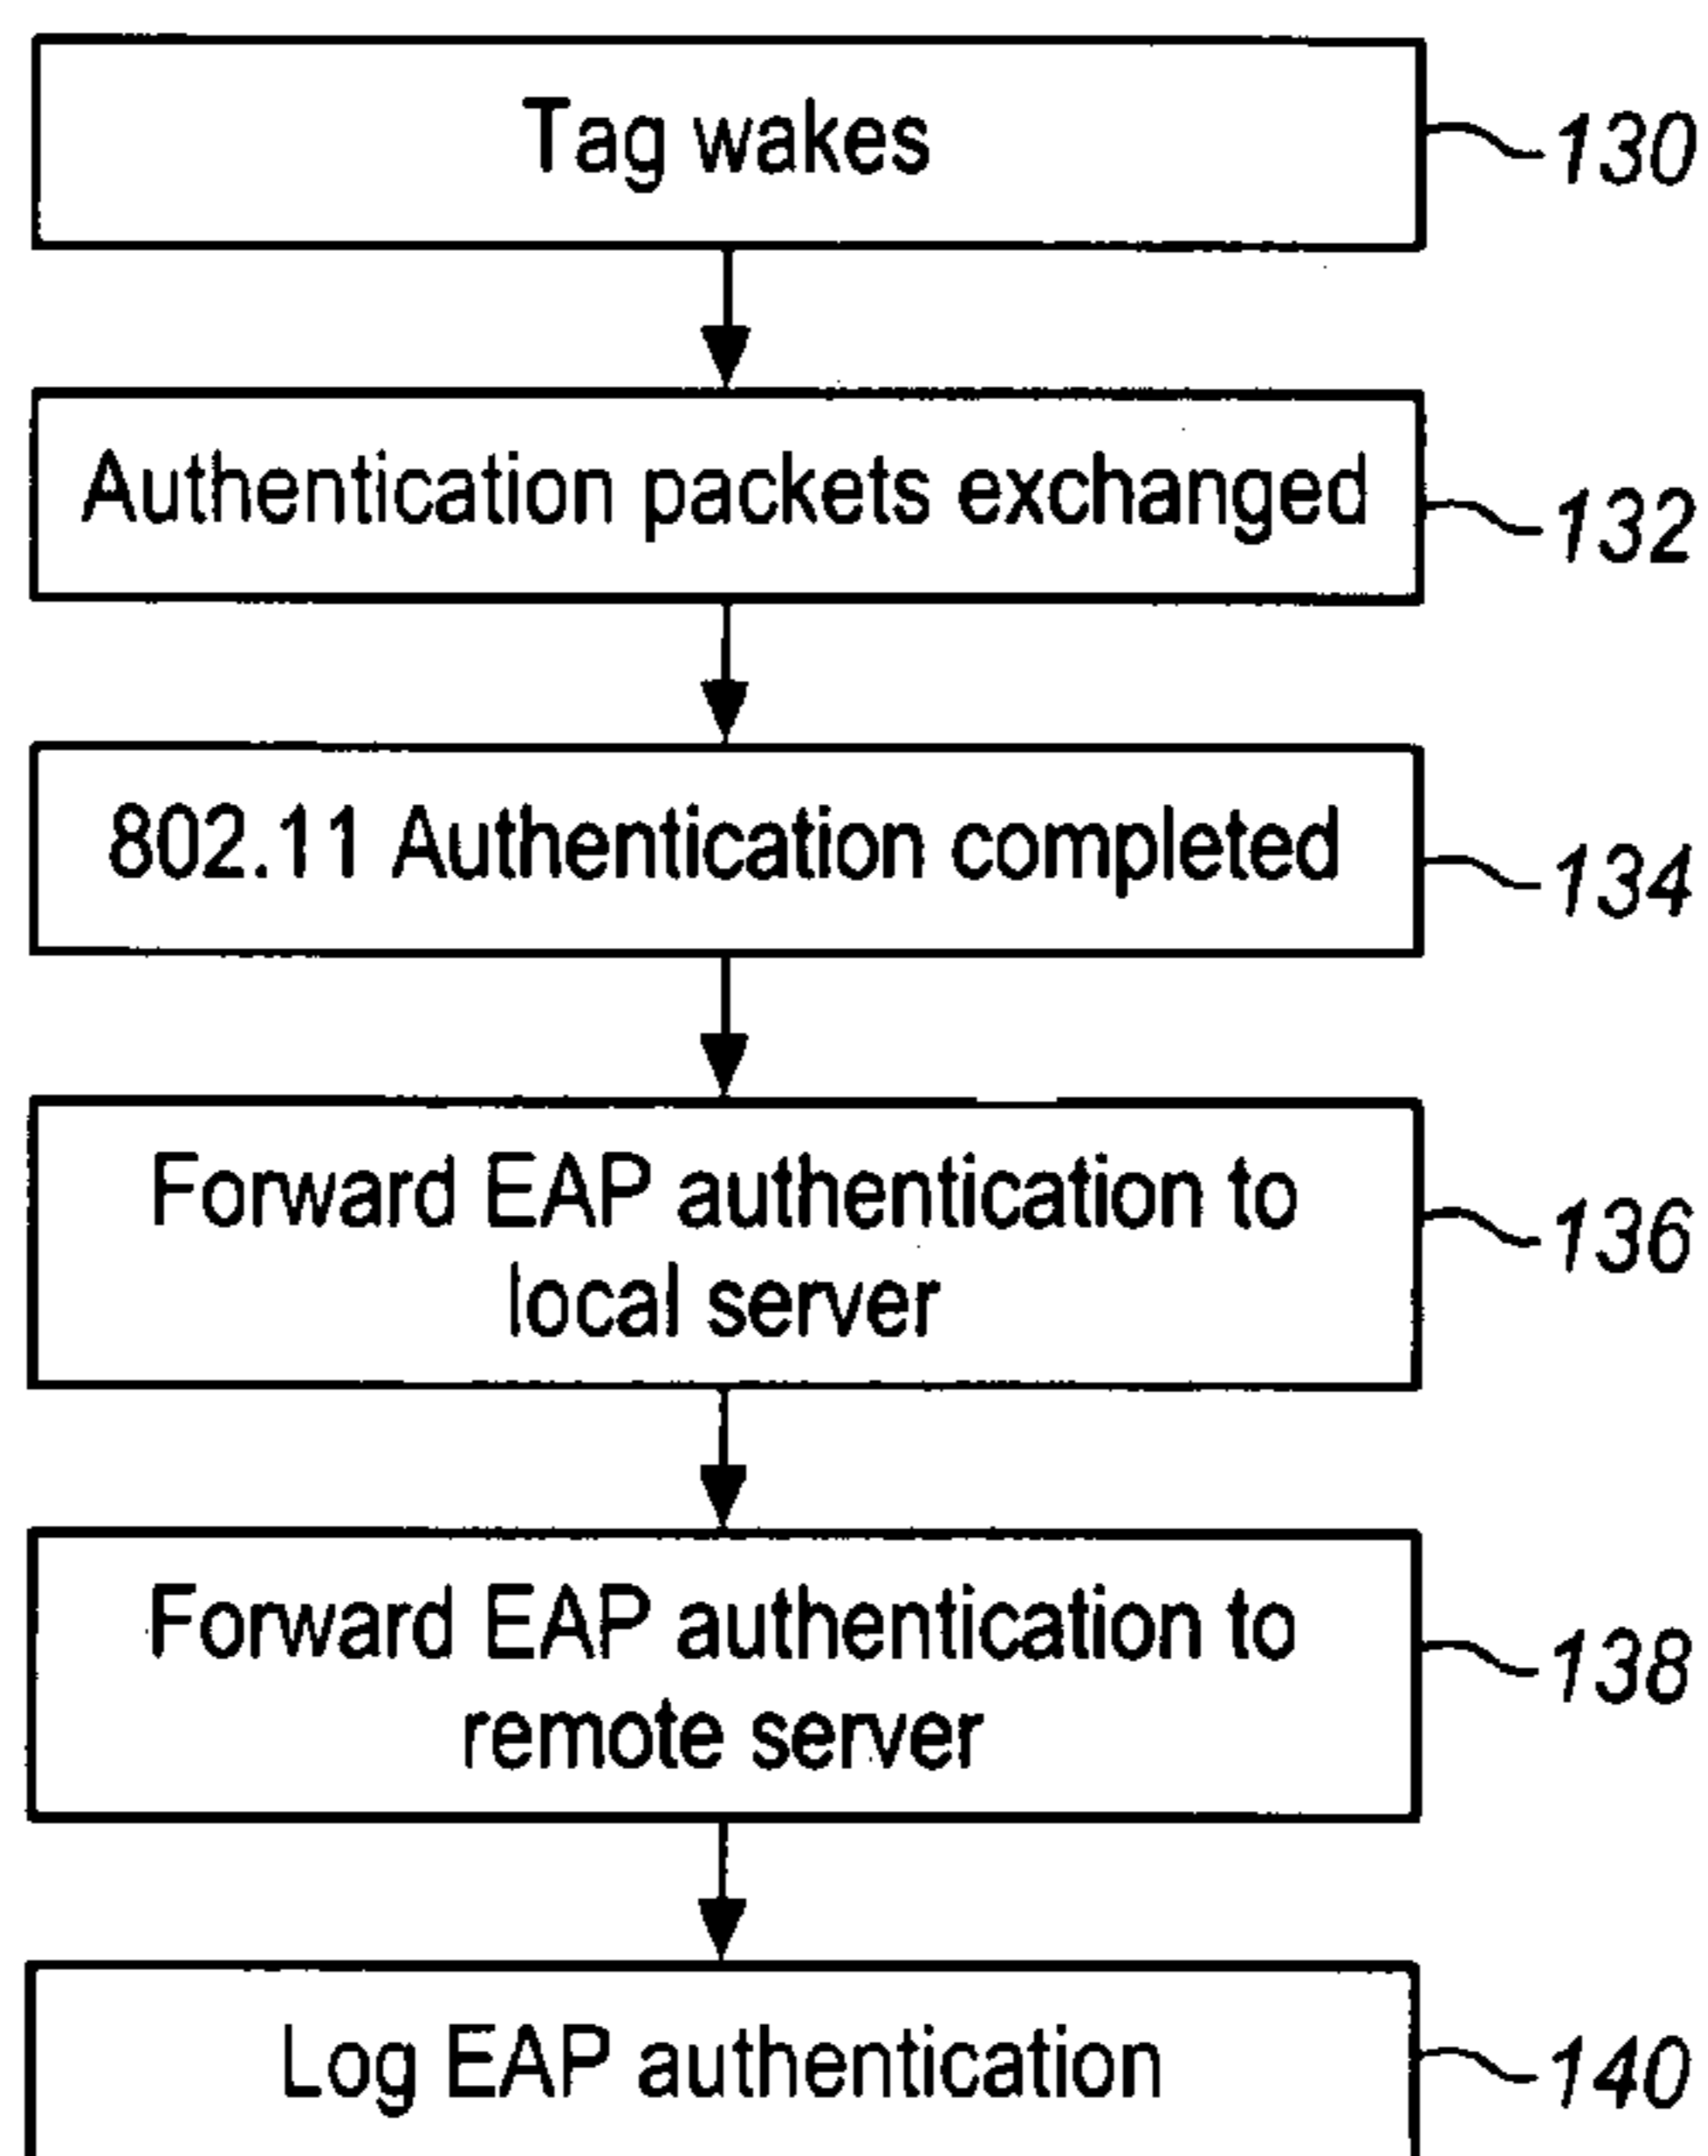 Tag wakes
130
Authentication packets exchanged
132
802.11 Authentication completed
134
Forward EAP authentication to
local server
136
Forward EAP authentication to
remote server
138
Log EAP authentication
140